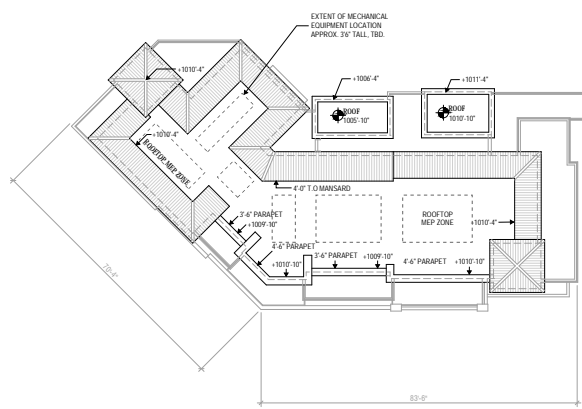 EXTENT OF MECHANICAL
EQUIPMENT LOCATION
APPROX. 3'6" TALL, TBD.
+1010'-4"
+1006'-4"
+1011'-4"
ROOF
1005'-10"
ROOF
1010'-10"
+1010'-4"
ROOFTOP MEP ZONE
4'-0" T.O MANSARD
3'-6" PARAPET
+1009'-10"
ROOFTOP
MEP ZONE
+1010'-4"
4'-6" PARAPET
3'-6" PARAPET
+1009'-10"
4'-6" PARAPET
+1010'-10"
+1010'-10"
70'-4"
83'-8"